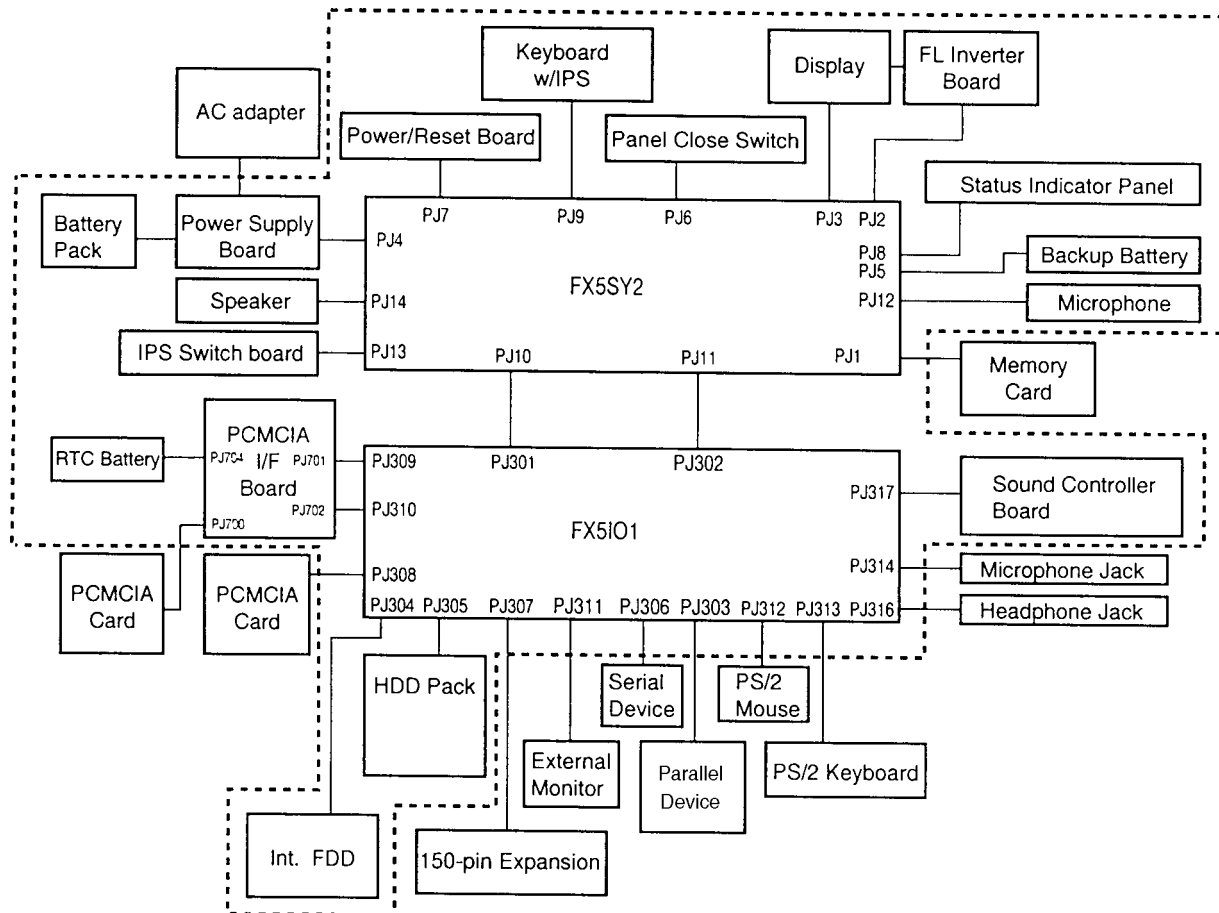 Keyboard
w/IPS
Display
FL Inverter
Board
AC adapter
Power/Reset Board
Panel Close Switch
Status Indicator Panel
Battery
Pack
Power Supply
Board
PJ7
PJ9
PJ6
PJ3
PJ2
PJ4
PJ8
PJ5
Backup Battery
Speaker
PJ14
FX5SY2
PJ12
Microphone
IPS Switch board
PJ13
PJ10
PJ11
PJ1
Memory
Card
RTC Battery
PCMCIA
I/F
Board
PJ704
PJ701
PJ702
PJ700
PJ309
PJ301
PJ302
PJ310
FX5IO1
PJ317
Sound Controller
Board
PCMCIA
Card
PCMCIA
Card
PJ308
PJ314
Microphone Jack
PJ304
PJ305
PJ307
PJ311
PJ306
PJ303
PJ312
PJ313
PJ316
Headphone Jack
HDD Pack
Serial
Device
PS/2
Mouse
External
Monitor
Parallel
Device
PS/2 Keyboard
Int. FDD
150-pin Expansion